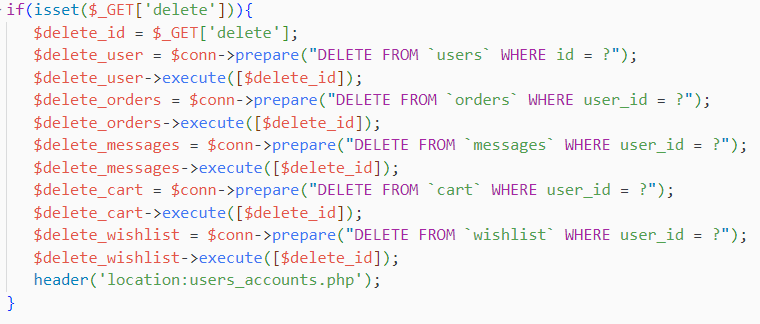 if(isset($_GET['delete'])){
$delete_id = $_GET['delete'];
$delete_user = $conn->prepare("DELETE FROM `users` WHERE id = ?");
$delete_user->execute([$delete_id]);
$delete_orders = $conn->prepare("DELETE FROM `orders` WHERE user_id = ?");
$delete_orders->execute([$delete_id]);
$delete_messages = $conn->prepare("DELETE FROM `messages` WHERE user_id = ?");
$delete_messages->execute([$delete_id]);
$delete_cart = $conn->prepare("DELETE FROM `cart` WHERE user_id = ?");
$delete_cart->execute([$delete_id]);
$delete_wishlist = $conn->prepare("DELETE FROM `wishlist` WHERE user_id = ?");
$delete_wishlist->execute([$delete_id]);
header('location:users_accounts.php');
}